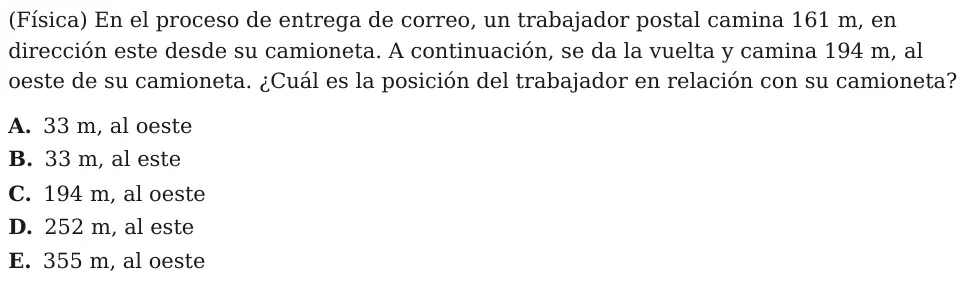 (Física) En el proceso de entrega de correo, un trabajador postal camina 161 m, en
dirección este desde su camioneta. A continuación, se da la vuelta y camina 194 m, al
oeste de su camioneta. ¿Cuál es la posición del trabajador en relación con su camioneta?
A. 33 m, al oeste
B. 33 m, al este
C. 194 m, al oeste
D. 252 m, al este
E. 355 m, al oeste